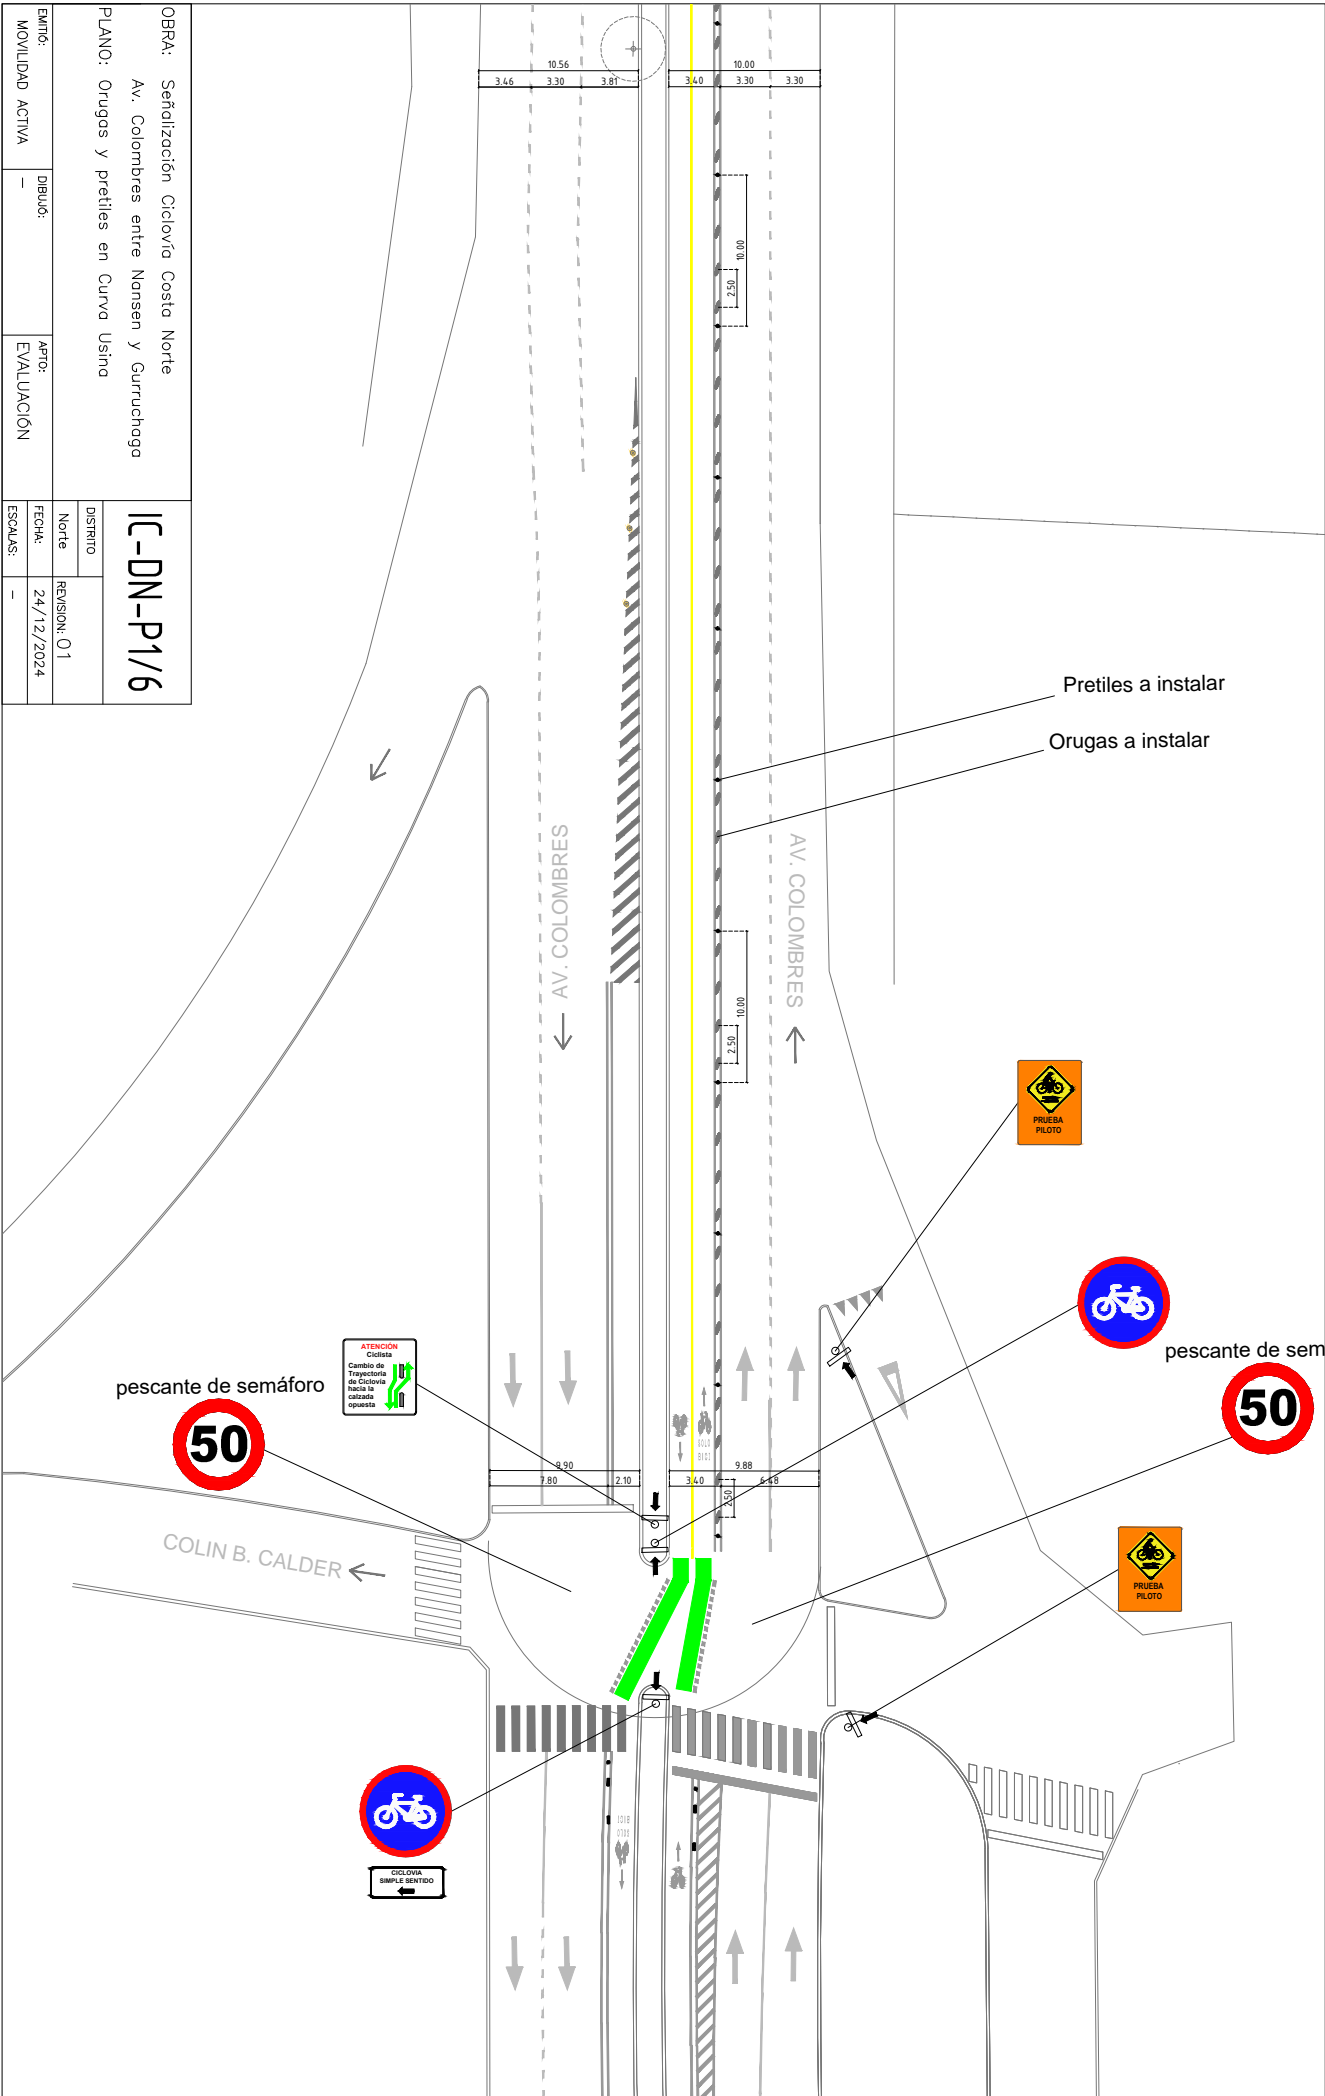 OBRA: Señalización Ciclovía Costa Norte
Av. Colombres entre Nansen y Gurruchaga
PLANO: Orugas y pretiles en Curva Usina
EMITIÓ:
MOVILIDAD ACTIVA
DIBUJÓ:
-
APTO:
EVALUACIÓN
IC-DN-P1/6
DISTRITO
Norte
REVISION: 01
FECHA:
24/12/2024
ESCALAS:
-
10.56
3.46
3.30
3.81
10.00
3.40
3.30
3.30
10.00
2.50
Pretiles a instalar
Orugas a instalar
AV. COLOMBRES
AV. COLOMBRES
10.00
2.50
PRUEBA
PILOTO
ATENCIÓN
Ciclista
Cambio de
Trayectoria
de Ciclovía
hacia la
calzada
opuesta
pescante de semáforo
50
pescante de sem
50
SOLO
BICI
9.90
7.80
2.10
9.88
3.40
6.48
2.50
COLIN B. CALDER
PRUEBA
PILOTO
SOLO
BICI
CICLOVIA
SIMPLE SENTIDO